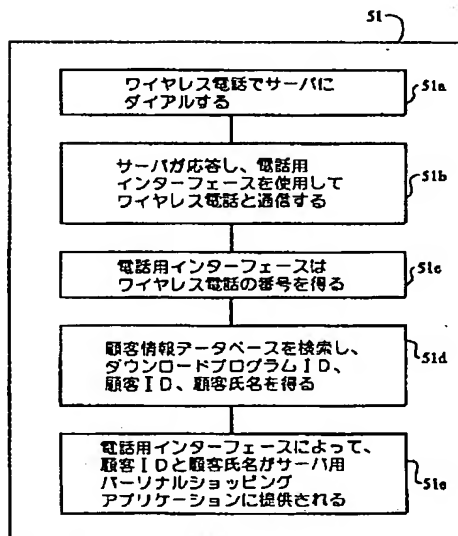 51
ワイヤレス電話でサーバに
ダイアルする
51a
サーバが応答し、電話用
インターフェースを使用して
ワイヤレス電話と通信する
51b
電話用インターフェースは
ワイヤレス電話の番号を得る
51c
顧客情報データベースを検索し、
ダウンロードプログラムID、
顧客ID、顧客氏名を得る
51d
電話用インターフェースによって、
顧客IDと顧客氏名がサーバ用
パーソナルショッピング
アプリケーションに提供される
51e